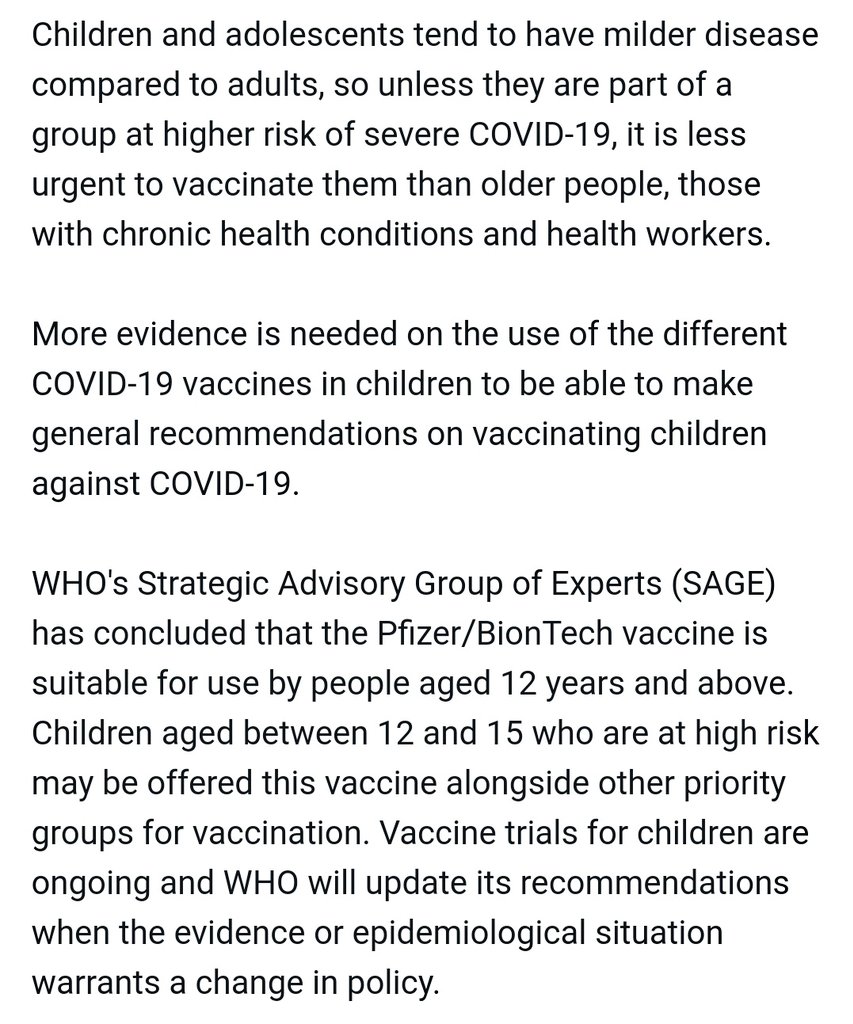 Children and adolescents tend to have milder disease
compared to adults, so unless they are part of a
group at higher risk of severe COVID-19, it is less
urgent to vaccinate them than older people, those
with chronic health conditions and health workers.
More evidence is needed on the use of the different
COVID-19 vaccines in children to be able to make
general recommendations on vaccinating children
against COVID-19.
WHO's Strategic Advisory Group of Experts (SAGE)
has concluded that the Pfizer/BionTech vaccine is
suitable for use by people aged 12 years and above.
Children aged between 12 and 15 who are at high risk
may be offered this vaccine alongside other priority
groups for vaccination. Vaccine trials for children are
ongoing and WHO will update its recommendations
when the evidence or epidemiological situation
warrants a change in policy.